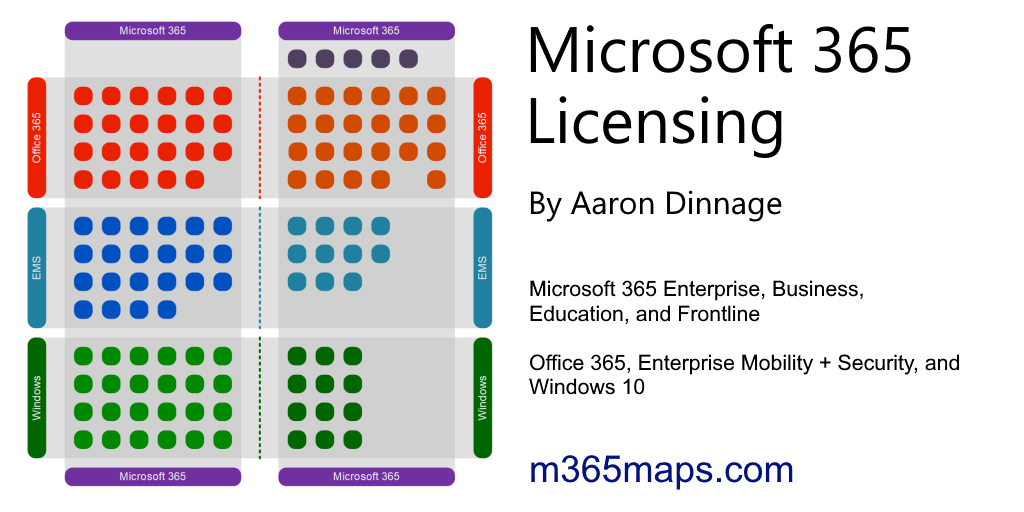 Microsoft 365
Microsoft 365
Office 365
Office 365
EMS
EMS
Windows
Windows
Microsoft 365
Microsoft 365
Microsoft 365
Licensing
By Aaron Dinnage
Microsoft 365 Enterprise, Business,
Education, and Frontline
Office 365, Enterprise Mobility + Security, and
Windows 10
m365maps.com